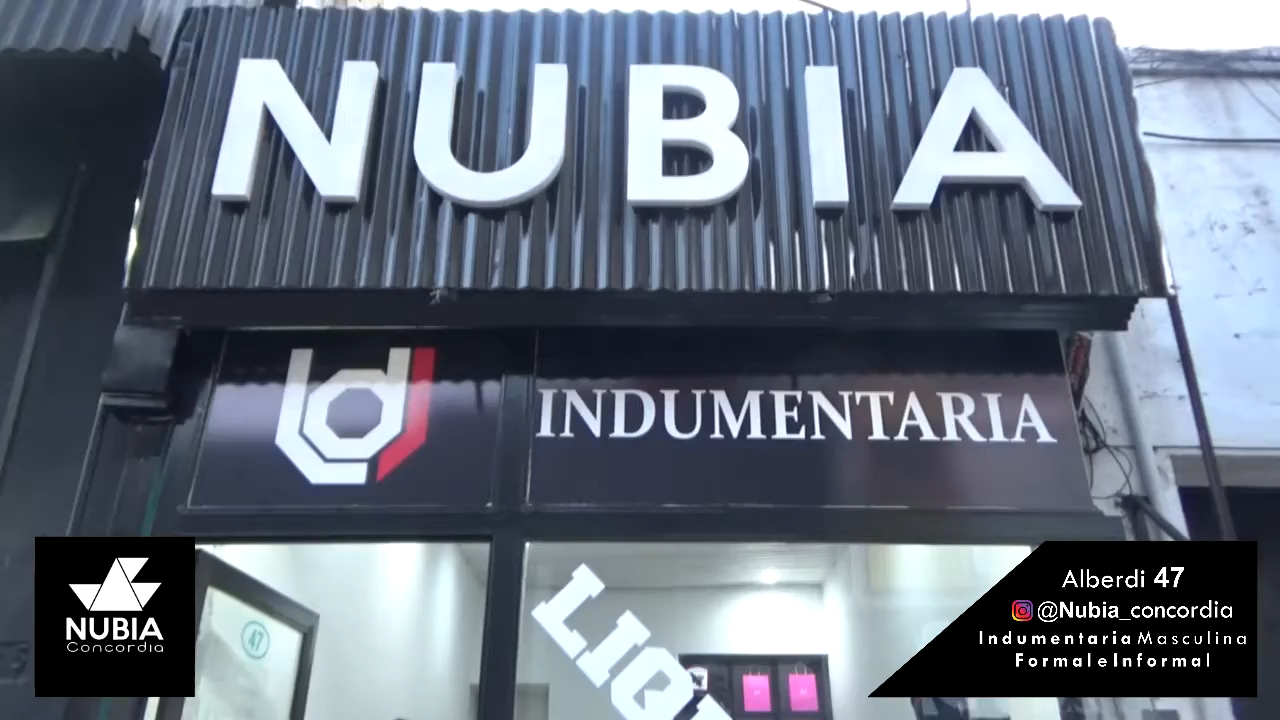 NUBIA
INDUMENTARIA
47
NUBIA
Concordia
Alberdi 47
@Nubia_concordia
Indumentaria Masculina
Formal e Informal